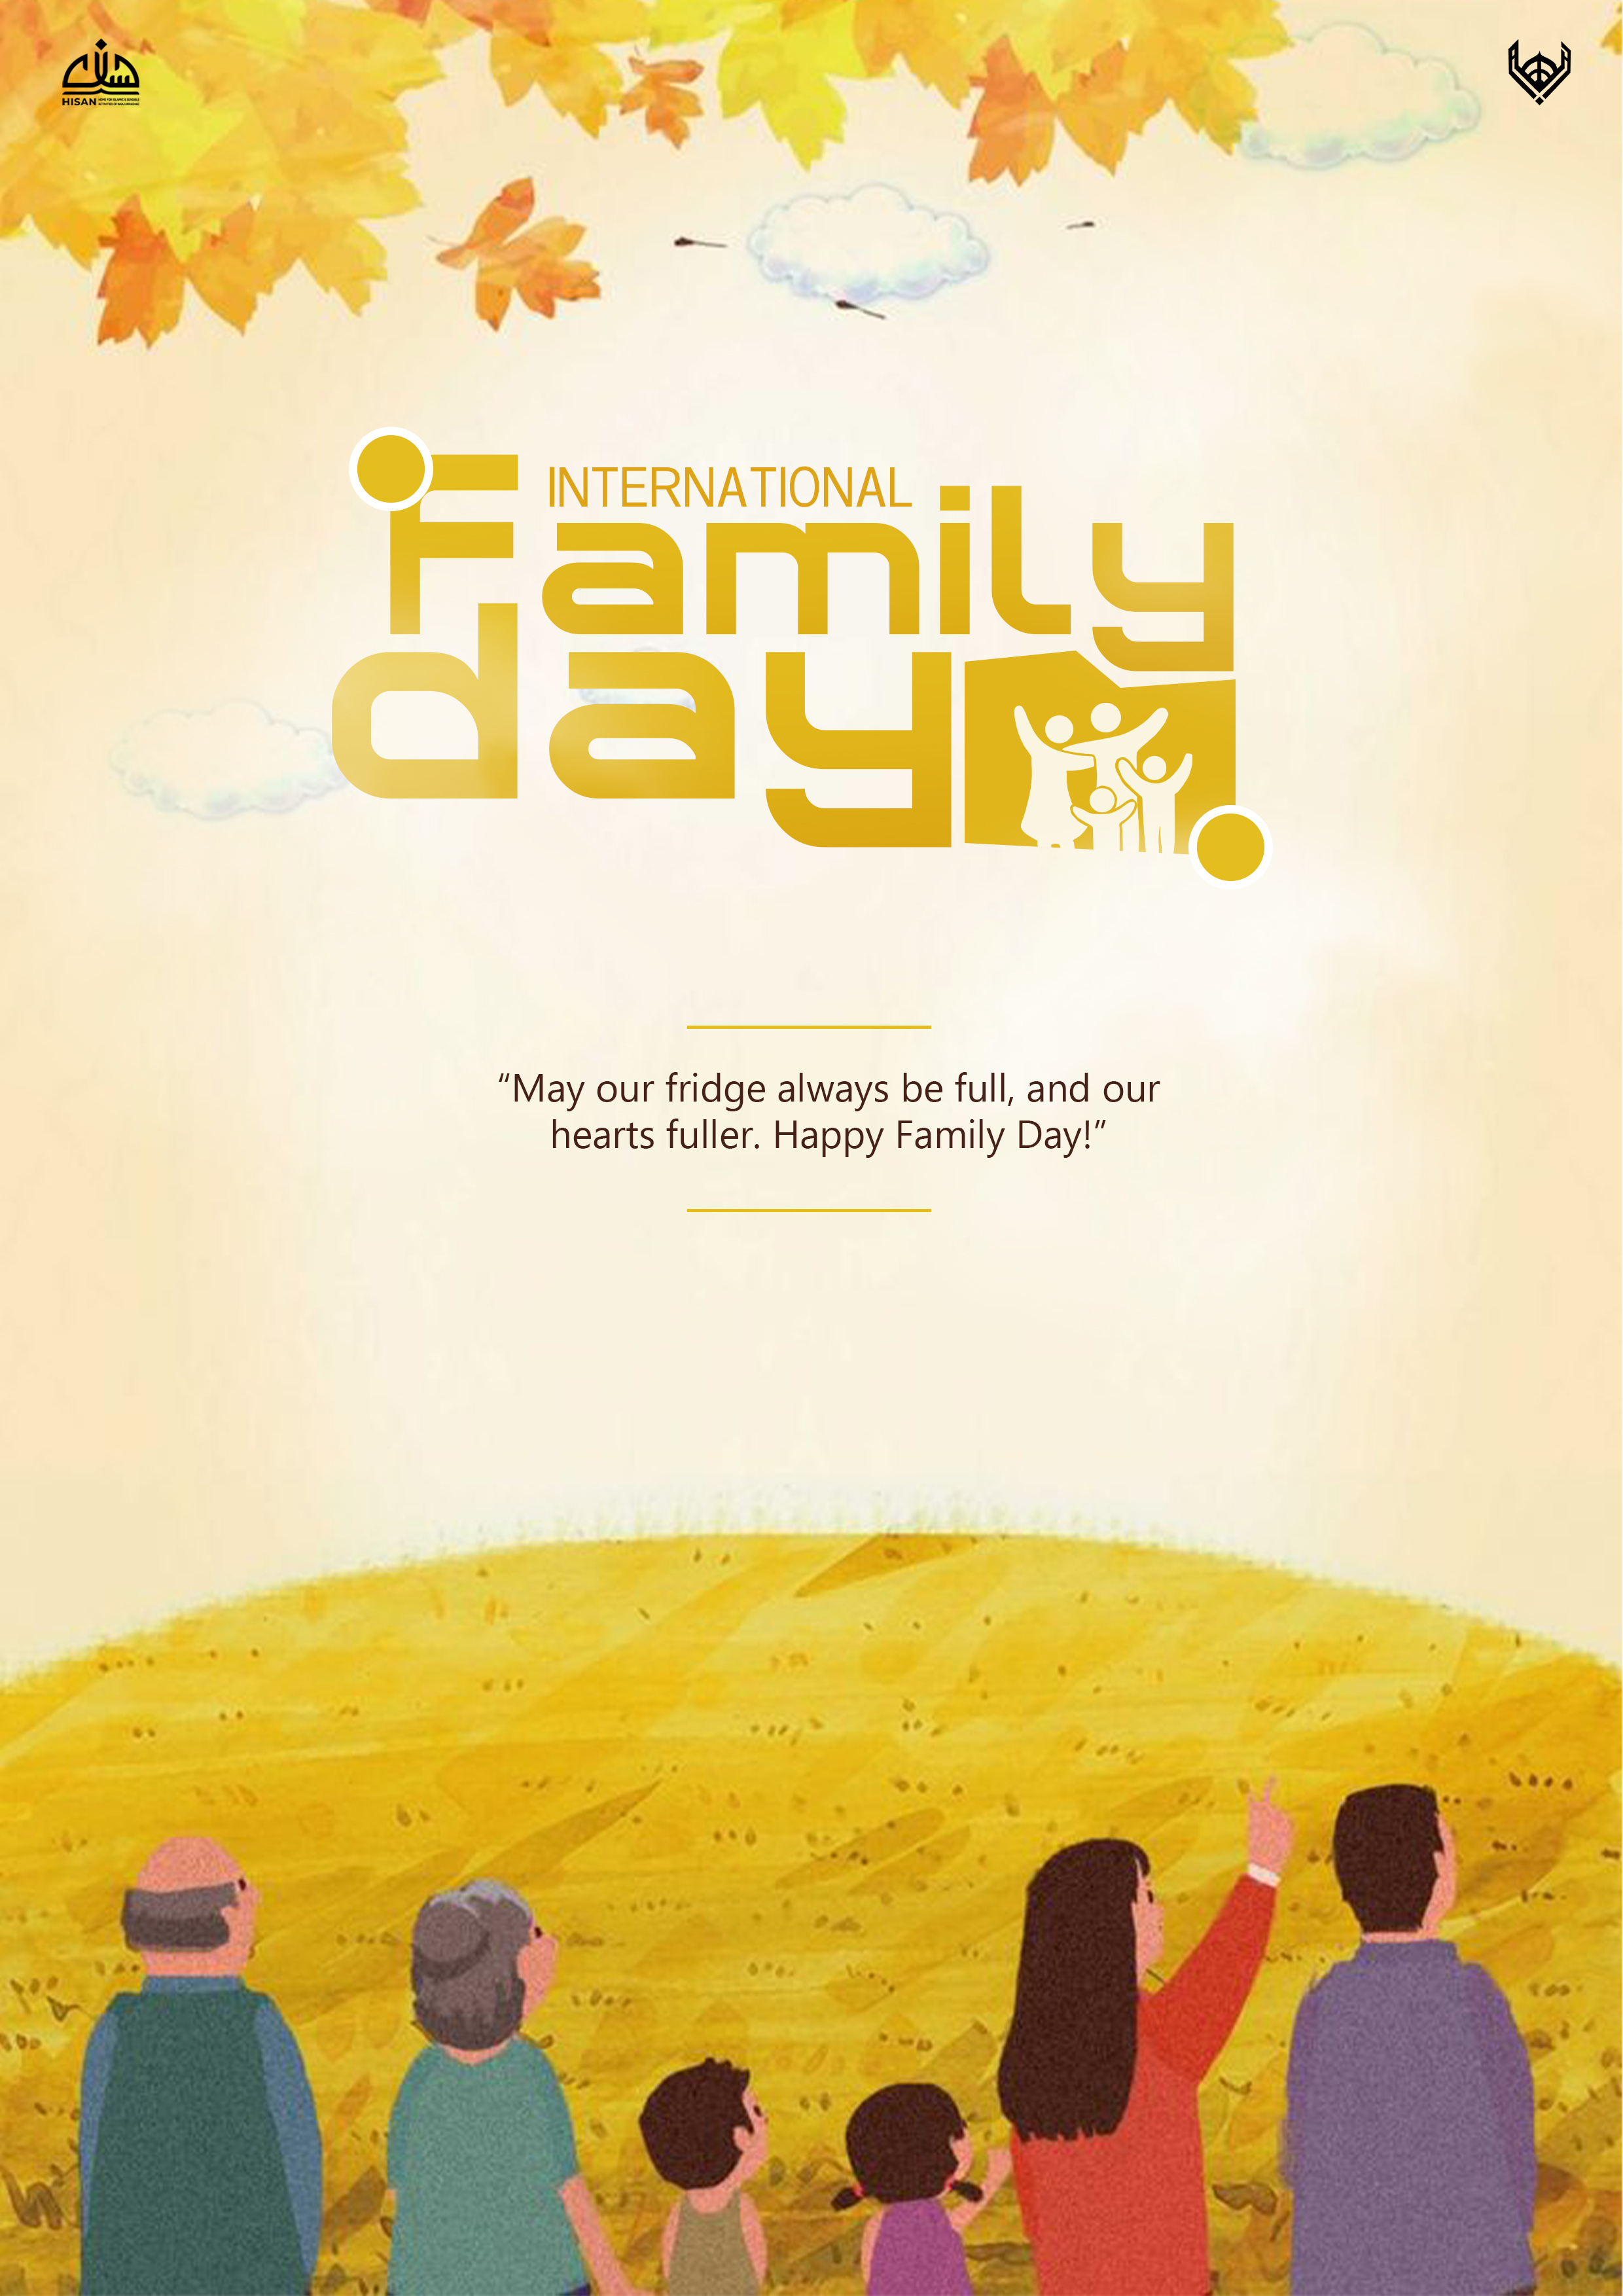 HISAN
INTERNATIONAL
Family
day
“May our fridge always be full, and our
hearts fuller. Happy Family Day!”